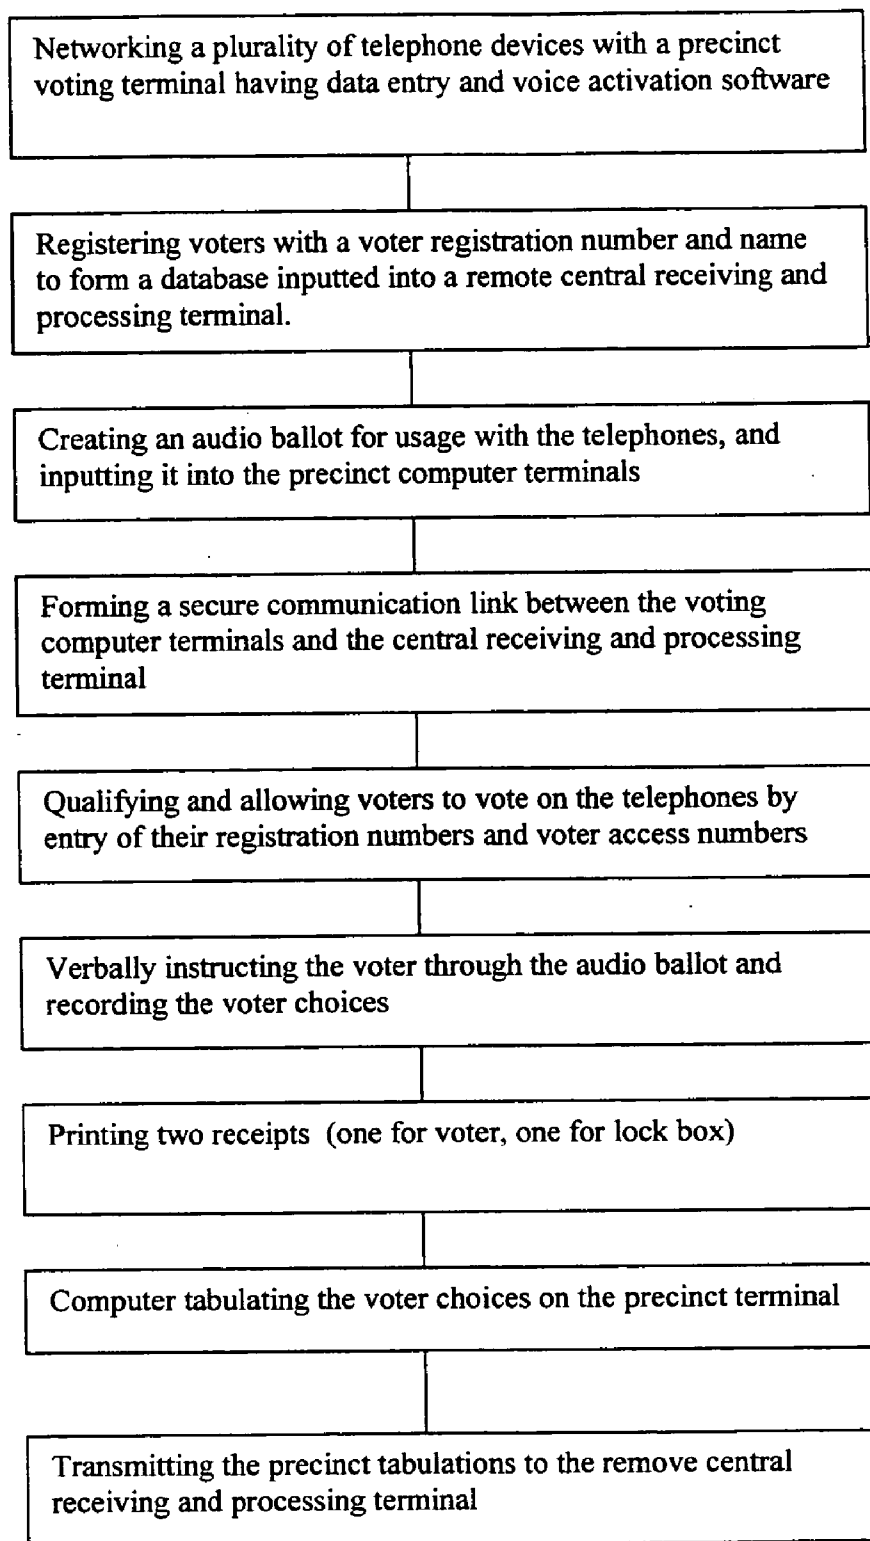 Networking a plurality of telephone devices with a precinct
voting terminal having data entry and voice activation software
Registering voters with a voter registration number and name
to form a database inputted into a remote central receiving and
processing terminal.
Creating an audio ballot for usage with the telephones, and
inputting it into the precinct computer terminals
Forming a secure communication link between the voting
computer terminals and the central receiving and processing
terminal
Qualifying and allowing voters to vote on the telephones by
entry of their registration numbers and voter access numbers
Verbally instructing the voter through the audio ballot and
recording the voter choices
Printing two receipts (one for voter, one for lock box)
Computer tabulating the voter choices on the precinct terminal
Transmitting the precinct tabulations to the remove central
receiving and processing terminal